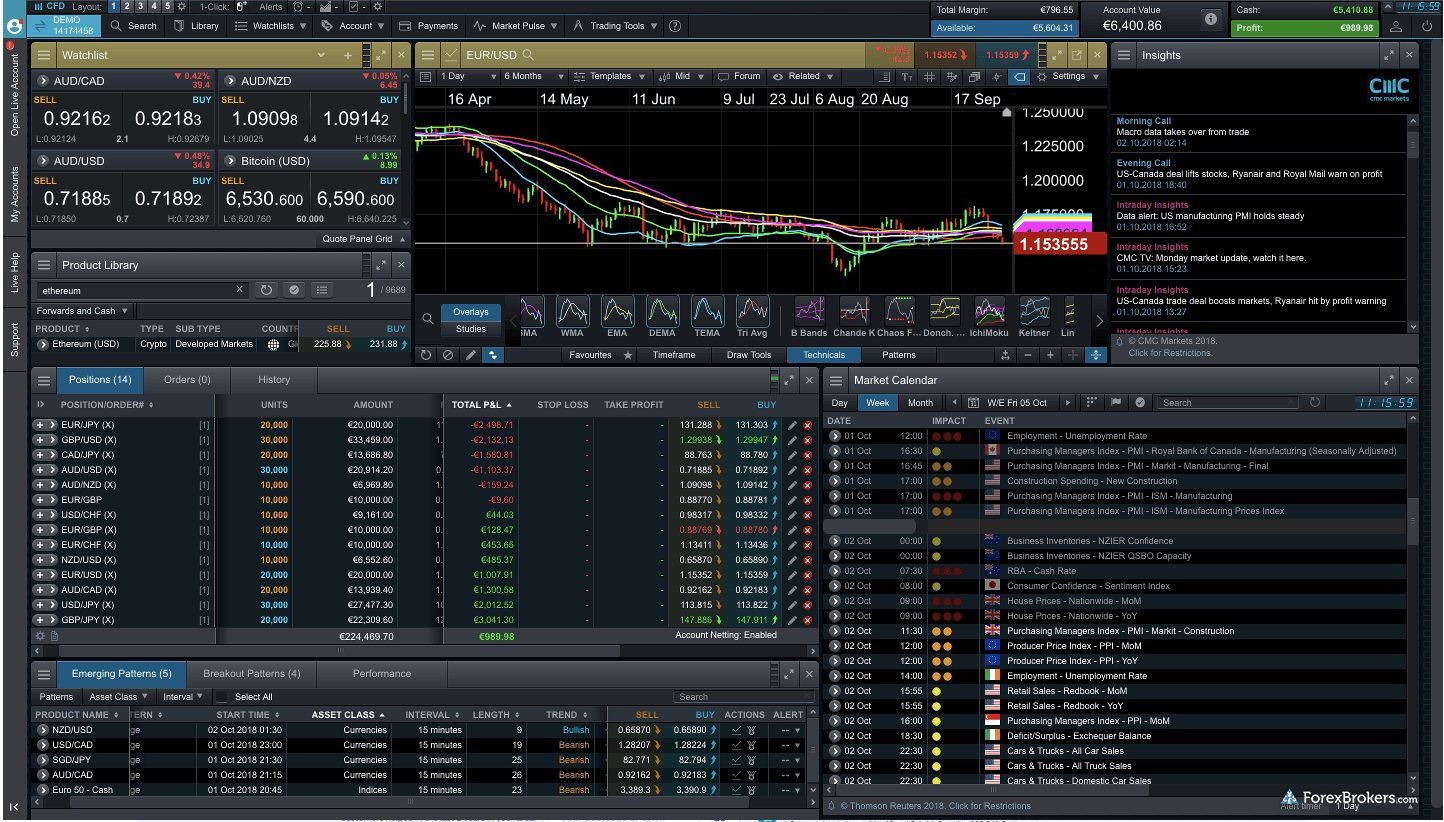 CFD Layout: 1 2 3 4 5 1-Click: Alerts
DEMO
14174458
Search Library Watchlists Account Payments Market Pulse Trading Tools
Total Margin: €796.55
Available: €5,604.31
Account Value
€6,400.86
Cash: €5,410.88
Profit: €989.98
11:15:59
Open Live Account
My Accounts
Live Help
Support
Watchlist
AUD/CAD 0.42% 39.4
SELL BUY
0.92162 0.92183
L:0.92124 2.1 H:0.92679
AUD/NZD 0.05% 6.45
SELL BUY
1.09098 1.09142
L:1.09025 4.4 H:1.09547
AUD/USD 0.48% 34.9
SELL BUY
0.71885 0.71892
L:0.71850 0.7 H:0.72387
Bitcoin (USD) 0.13% 8.99
SELL BUY
6,530.600 6,590.600
L:6,520.760 60.000 H:6,640.225
Quote Panel Grid
Product Library
ethereum
1 / 9689
Forwards and Cash
PRODUCT TYPE SUB TYPE COUNTR SELL BUY
Ethereum (USD) Crypto Developed Markets Gl 225.88 231.88
EUR/USD
1.15352 1.15359
1 Day 6 Months Templates Mid Forum Related Settings
16 Apr 14 May 11 Jun 9 Jul 23 Jul 6 Aug 20 Aug 17 Sep
1.250000
1.225000
1.200000
1.175000
1.153555
Overlays
Studies
SMA WMA EMA DEMA TEMA Tri Avg B Bands Chande K Chaos F... Donch. ... IchiMoku Keltner Lin
Favourites Timeframe Draw Tools Technicals Patterns
Insights
CMC
cmc markets
Morning Call
Macro data takes over from trade
02.10.2018 02:14
Evening Call
US-Canada deal lifts stocks, Ryanair and Royal Mail warn on profit
01.10.2018 18:40
Intraday Insights
Data alert: US manufacturing PMI holds steady
01.10.2018 16:52
Intraday Insights
CMC TV: Monday market update, watch it here.
01.10.2018 15:23
Intraday Insights
US-Canada trade deal boosts markets, Ryanair hit by profit warning
01.10.2018 13:27
Intraday Insights
© CMC Markets 2018.
Click for Restrictions.
Positions (14) Orders (0) History
POSITION/ORDER# UNITS AMOUNT TOTAL P&L STOP LOSS TAKE PROFIT SELL BUY
EUR/JPY (X) [1] 20,000 €20,000.00 -€2,498.71 - - 131.288 131.303
GBP/USD (X) [1] 30,000 €33,459.00 -€2,132.13 - - 1.29938 1.29947
CAD/JPY (X) [1] 20,000 €13,686.80 -€1,580.81 - - 88.763 88.780
AUD/USD (X) [1] 30,000 €20,914.20 -€1,103.37 - - 0.71885 0.71892
AUD/NZD (X) [1] 10,000 €6,969.80 -€159.24 - - 1.09098 1.09142
EUR/GBP [1] 10,000 €10,000.00 -€9.60 - - 0.88770 0.88781
USD/CHF (X) [1] 10,000 €9,161.00 €44.03 - - 0.98317 0.98332
EUR/GBP (X) [1] 10,000 €10,000.00 €128.47 - - 0.88769 0.88780
EUR/CHF (X) [1] 10,000 €10,000.00 €453.65 - - 1.13411 1.13436
NZD/USD (X) [1] 10,000 €6,552.60 €485.37 - - 0.65870 0.65890
EUR/USD (X) [1] 20,000 €20,000.00 €1,007.91 - - 1.15352 1.15359
AUD/CAD (X) [1] 20,000 €13,939.40 €1,300.58 - - 0.92162 0.92183
USD/JPY (X) [1] 30,000 €27,477.30 €2,012.52 - - 113.815 113.822
GBP/JPY (X) [1] 20,000 €22,309.60 €3,041.30 - - 147.886 147.911
€224,469.70 €989.98 Account Netting: Enabled
Emerging Patterns (5) Breakout Patterns (4) Performance
Patterns Asset Class Interval Select All Search
PRODUCT NAME TERN START TIME ASSET CLASS INTERVAL LENGTH TREND SELL BUY ACTIONS ALERT
NZD/USD ge 02 Oct 2018 01:30 Currencies 15 minutes 9 Bullish 0.65870 0.65890 --
USD/CAD ge 01 Oct 2018 23:00 Currencies 15 minutes 19 Bearish 1.28207 1.28224 --
SGD/JPY ge 01 Oct 2018 21:30 Currencies 15 minutes 25 Bearish 82.771 82.794 --
AUD/CAD ge 01 Oct 2018 21:15 Currencies 15 minutes 26 Bearish 0.92162 0.92183 --
Euro 50 - Cash ge 01 Oct 2018 20:45 Indices 15 minutes 23 Bearish 3,389.3 3,390.9 --
Market Calendar
Day Week Month W/E Fri 05 Oct Search 11:15:59
DATE IMPACT EVENT
01 Oct 12:00 Employment - Unemployment Rate
01 Oct 16:30 Purchasing Managers Index - PMI - Royal Bank of Canada - Manufacturing (Seasonally Adjusted)
01 Oct 16:45 Purchasing Managers Index - PMI - Markit - Manufacturing - Final
01 Oct 17:00 Construction Spending - New Construction
01 Oct 17:00 Purchasing Managers Index - PMI - ISM - Manufacturing
01 Oct 17:00 Purchasing Managers Index - PMI - ISM - Manufacturing Prices Index
02 Oct 00:00 Business Inventories - NZIER Confidence
02 Oct 00:00 Business Inventories - NZIER QSBO Capacity
02 Oct 07:30 RBA - Cash Rate
02 Oct 08:00 Consumer Confidence - Sentiment Index
02 Oct 09:00 House Prices - Nationwide - MoM
02 Oct 09:00 House Prices - Nationwide - YoY
02 Oct 11:30 Purchasing Managers Index - PMI - Markit - Construction
02 Oct 12:00 Producer Price Index - PPI - MoM
02 Oct 12:00 Producer Price Index - PPI - YoY
02 Oct 14:00 Employment - Unemployment Rate
02 Oct 15:55 Retail Sales - Redbook - MoM
02 Oct 15:55 Retail Sales - Redbook - YoY
02 Oct 16:00 Purchasing Managers Index - PPI - MoM
02 Oct 18:30 Deficit/Surplus - Exchequer Balance
02 Oct 22:30 Cars & Trucks - All Car Sales
02 Oct 22:30 Cars & Trucks - All Truck Sales
02 Oct 22:30 Cars & Trucks - Domestic Car Sales
© Thomson Reuters 2018. Click for Restrictions
Alert timer 1 Day
ForexBrokers.com